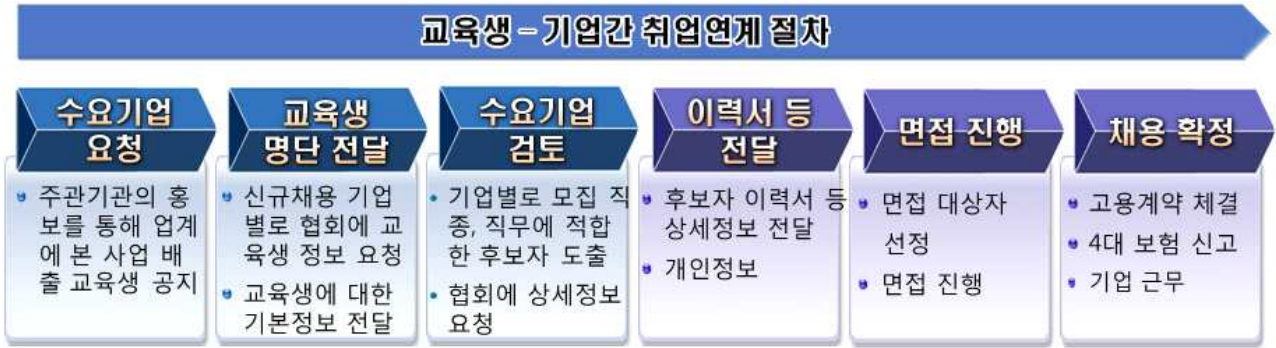 교육생 – 기업간 취업연계 절차
수요기업
요청
주관기관의 홍
보를 통해 업계
에 본 사업 배
출 교육생 공지
교육생
명단 전달
신규채용 기업
별로 협회에 교
육생 정보 요청
교육생에 대한
기본정보 전달
수요기업
검토
기업별로 모집 직
종, 직무에 적합
한 후보자 도출
협회에 상세정보
요청
이력서 등
전달
후보자 이력서 등
상세정보 전달
개인정보
면접 진행
면접 대상자
선정
면접 진행
채용 확정
고용계약 체결
4대 보험 신고
기업 근무